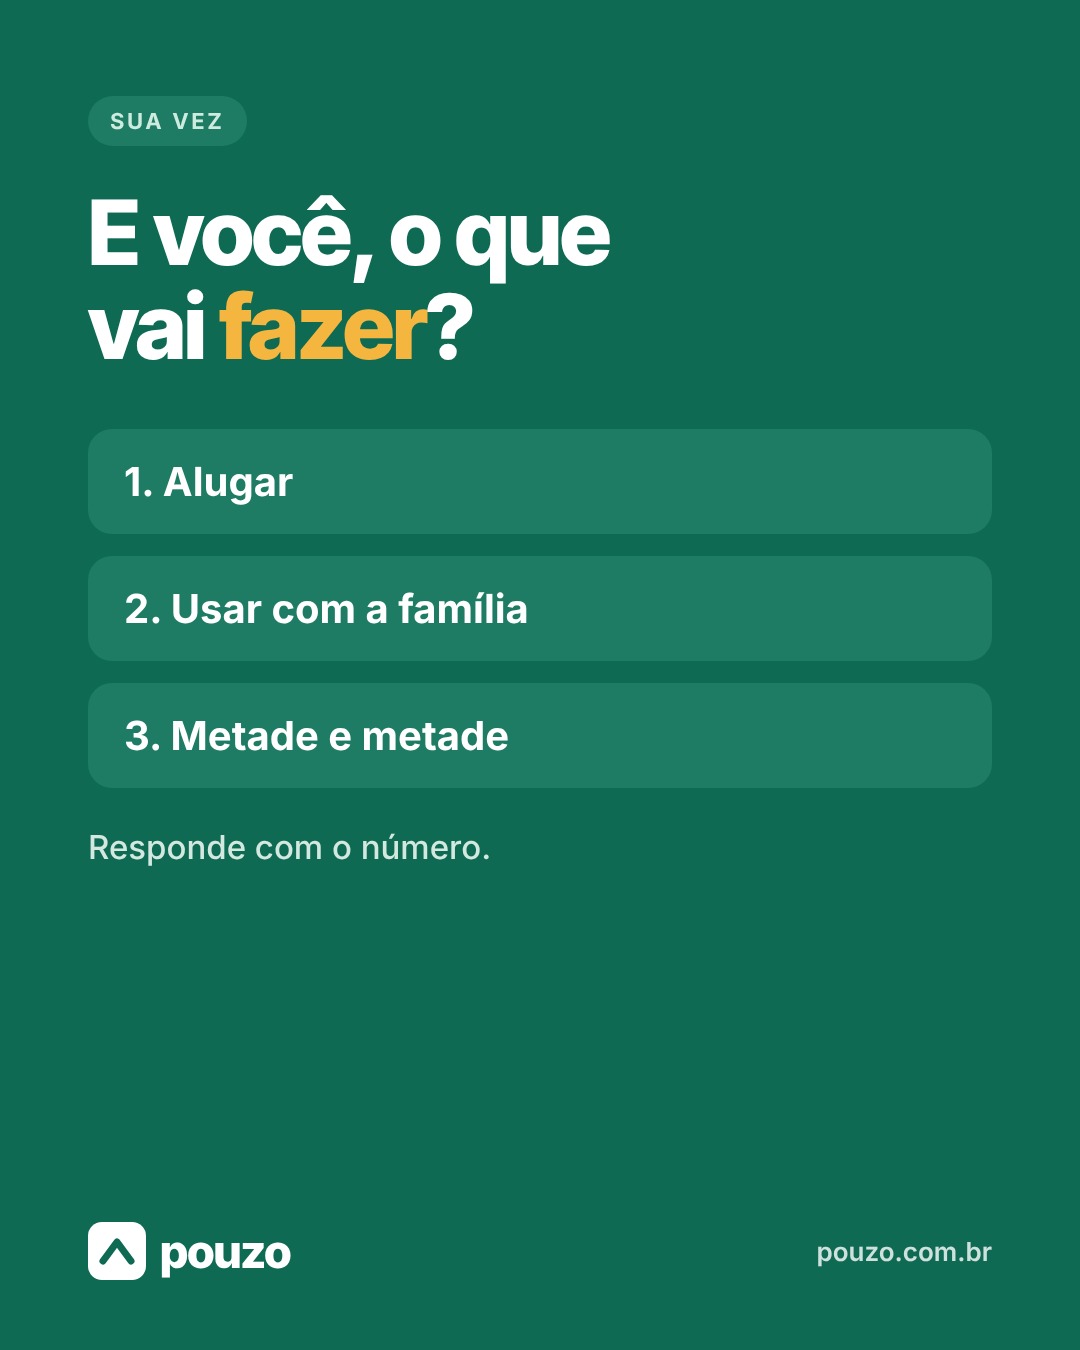 SUA VEZ
E você, o que
vai fazer?
1. Alugar
2. Usar com a família
3. Metade e metade
Responde com o número.
pouzo
pouzo.com.br